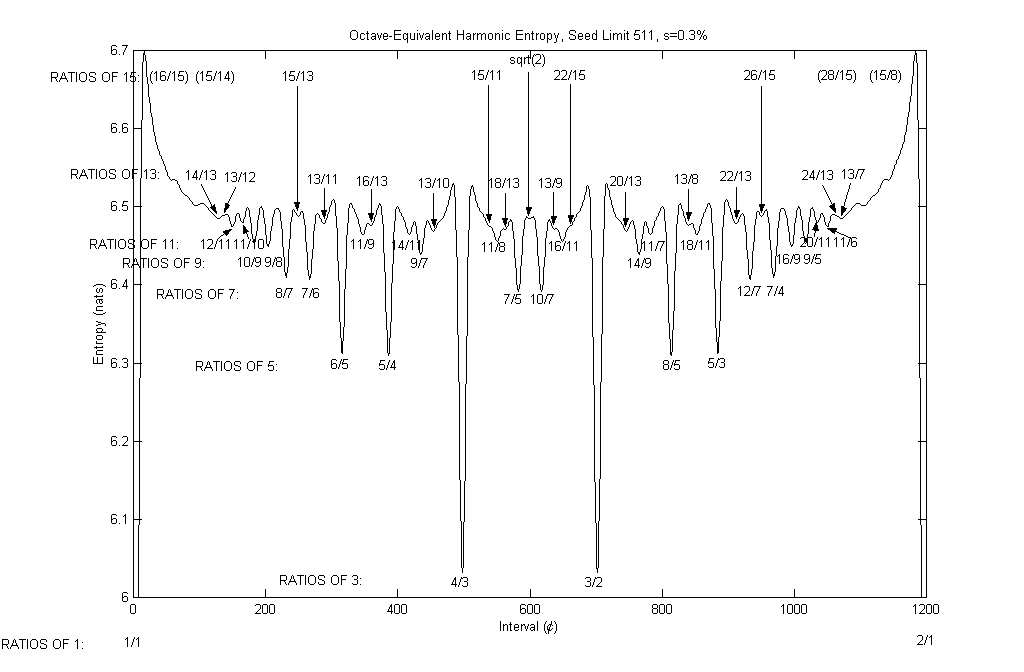 Octave-Equivalent Harmonic Entropy, Seed Limit 511, s=0.3%
6.7
sqrt(2)
RATIOS OF 15: (16/15) (15/14) 15/13 15/11 22/15 26/15 (28/15) (15/8)
6.6
RATIOS OF 13: 14/13 13/12 13/11 16/13 13/10 18/13 13/9 20/13 13/8 22/13 24/13 13/7
6.5
RATIOS OF 11: 12/11 11/10 11/9 14/11 11/8 16/11 11/7 18/11 20/11 11/6
RATIOS OF 9: 10/9 9/8 9/7 14/9 16/9 9/5
6.4
RATIOS OF 7: 8/7 7/6 7/5 10/7 12/7 7/4
Entropy (nats)
6.3
RATIOS OF 5: 6/5 5/4 8/5 5/3
6.2
6.1
RATIOS OF 3: 4/3 3/2
6
0 200 400 600 800 1000 1200
Interval (¢)
RATIOS OF 1: 1/1 2/1